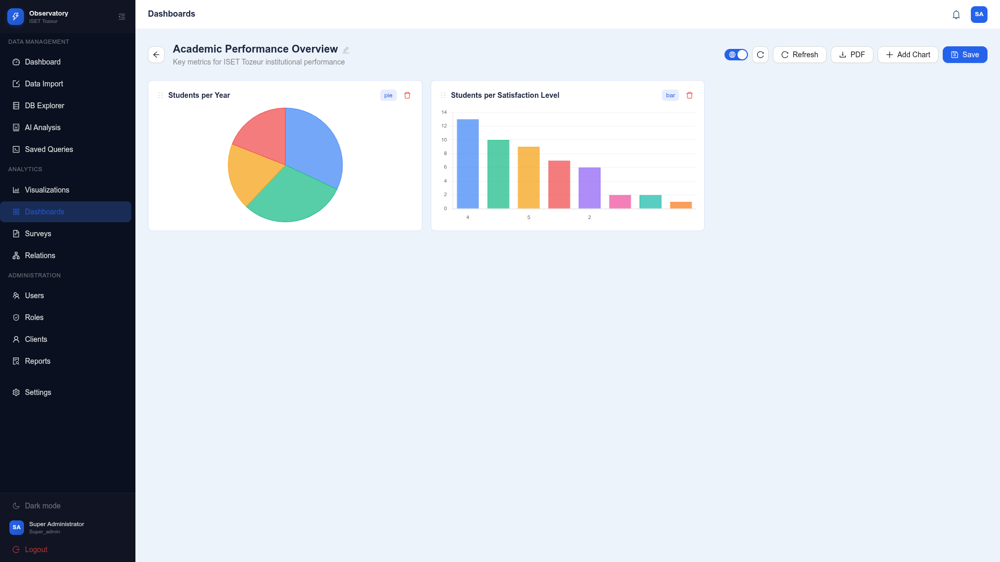 Observatory
ISET Tozeur
DATA MANAGEMENT
Dashboard
Data Import
DB Explorer
AI Analysis
Saved Queries
ANALYTICS
Visualizations
Dashboards
Surveys
Relations
ADMINISTRATION
Users
Roles
Clients
Reports
Settings
Dark mode
SA
Super Administrator
Super_admin
Logout
Dashboards
SA
Academic Performance Overview
Key metrics for ISET Tozeur institutional performance
Refresh
PDF
Add Chart
Save
Students per Year
pie
Students per Satisfaction Level
bar
14
12
10
8
6
4
2
0
4 5 2